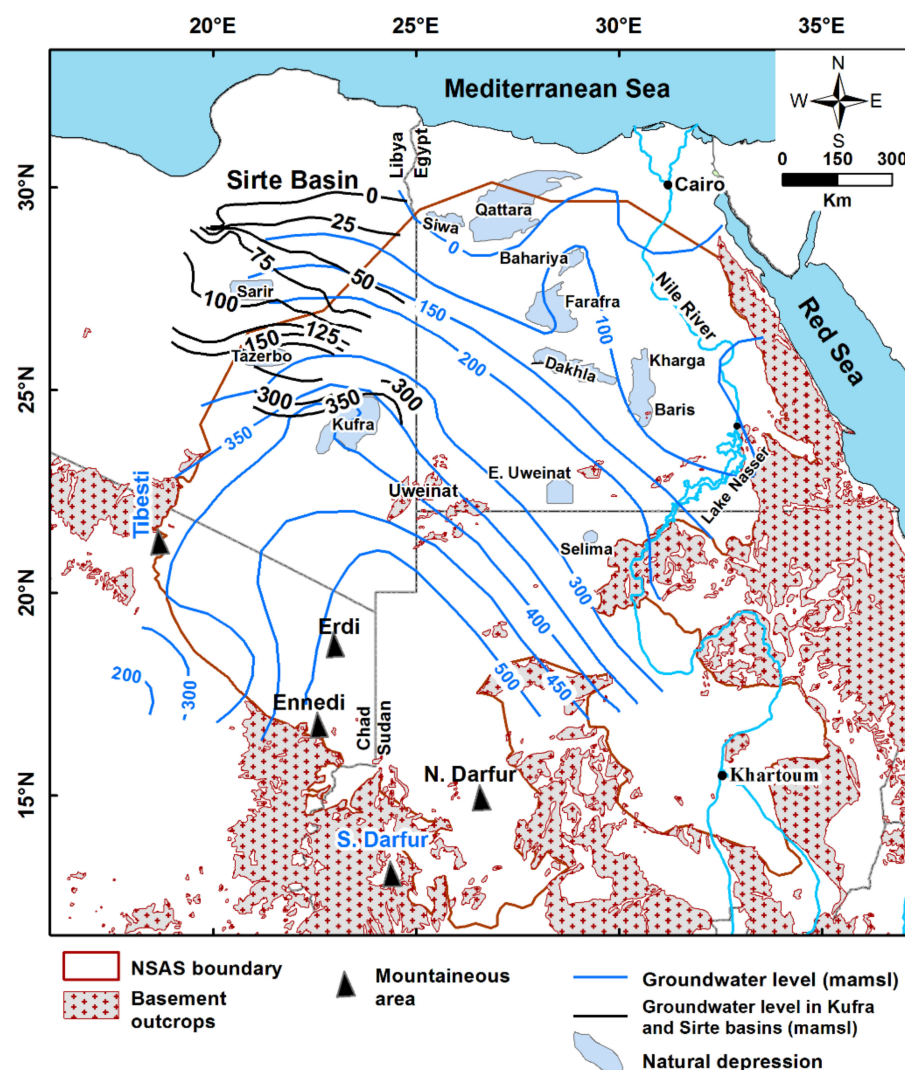 20°E 25°E 30°E 35°E
Mediterranean Sea
N
W E
S
0 150 300
Km
Libya
Egypt
30°N
Sirte Basin
0
Cairo
25
Siwa
Qattara
0
75
50
Bahariya
Sarir
100
Farafra
150
100
Nile River
Red Sea
150
125
200
Tazerbo
Dakhla
Kharga
25°N
300
350
300
Baris
350
Kufra
Uweinat
E. Uweinat
Lake Nasser
Tibesti
Selima
20°N
300
Erdi
400
200
300
500
450
Ennedi
Chad
Sudan
15°N
N. Darfur
Khartoum
S. Darfur
NSAS boundary
Basement
outcrops
Mountaineous
area
Groundwater level (mamsl)
Groundwater level in Kufra
and Sirte basins (mamsl)
Natural depression